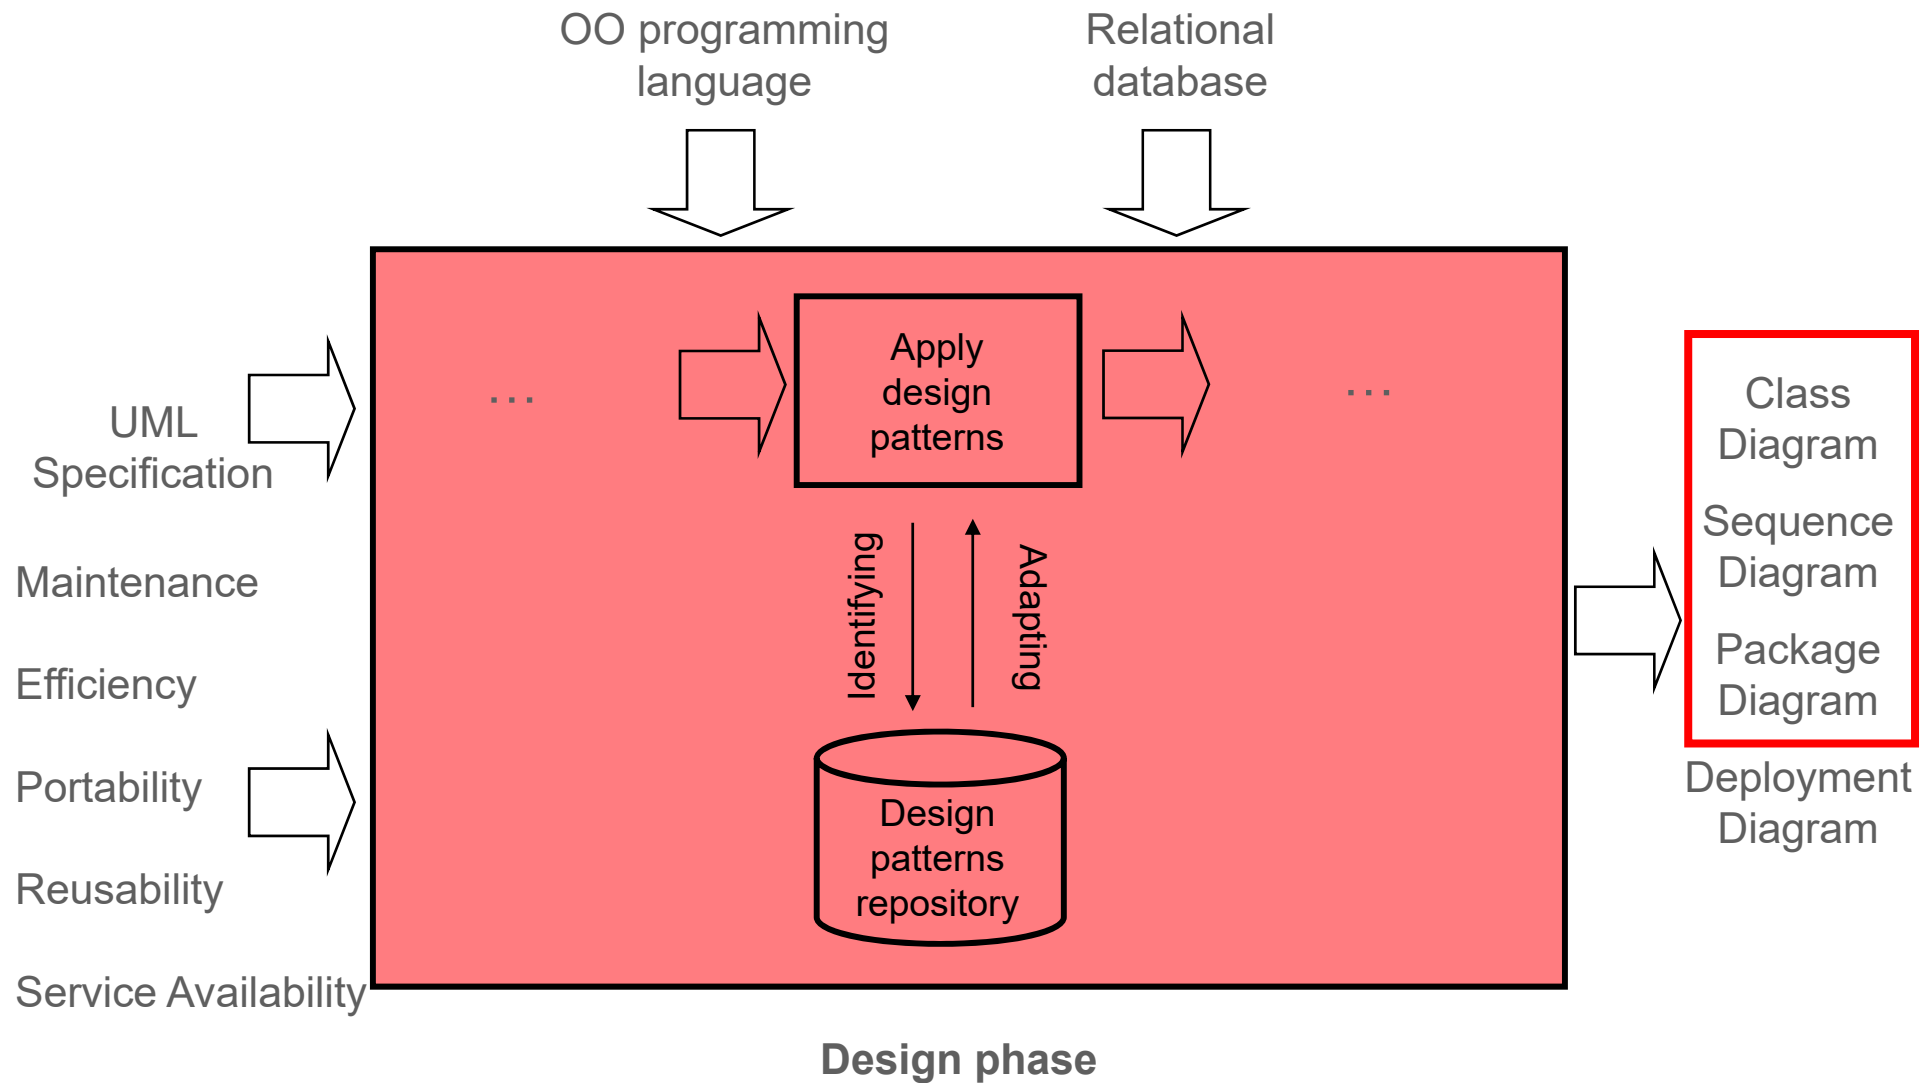 OO programming
language
Relational
database
UML
Specification
Maintenance
Efficiency
Portability
Reusability
Service Availability
...
Apply
design
patterns
...
Identifying
Adapting
Design
patterns
repository
Class
Diagram
Sequence
Diagram
Package
Diagram
Deployment
Diagram
Design phase